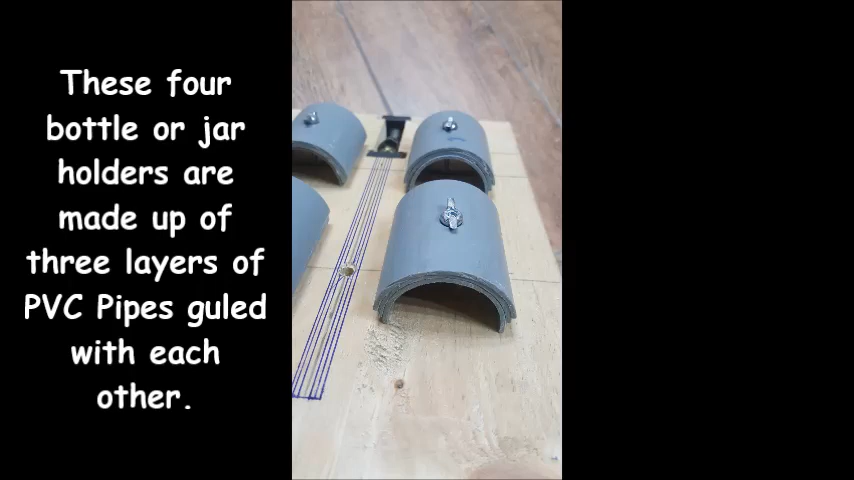 These four
bottle or jar
holders are
made up of
three layers of
PVC Pipes guled
with each
other.